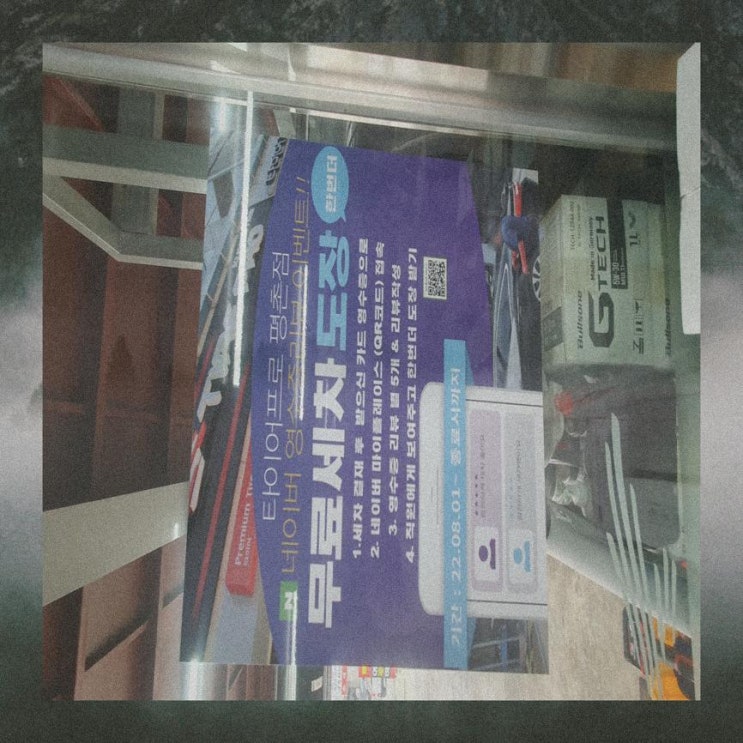 타이어프로 평촌점
네이버 영수증리뷰 이벤트!!
무료세차 도장 한번더
1.세차 결제 후 받으신 카드 영수증으로
2. 네이버 마이플레이스 (QR코드) 접속
3. 영수증 리뷰 별 5개 & 리뷰작성
4. 직원에게 보여주고 한번더 도장 받기
기간 : 22.08.01~ 종료시까지
Bullsone
G TECH
Bullsone